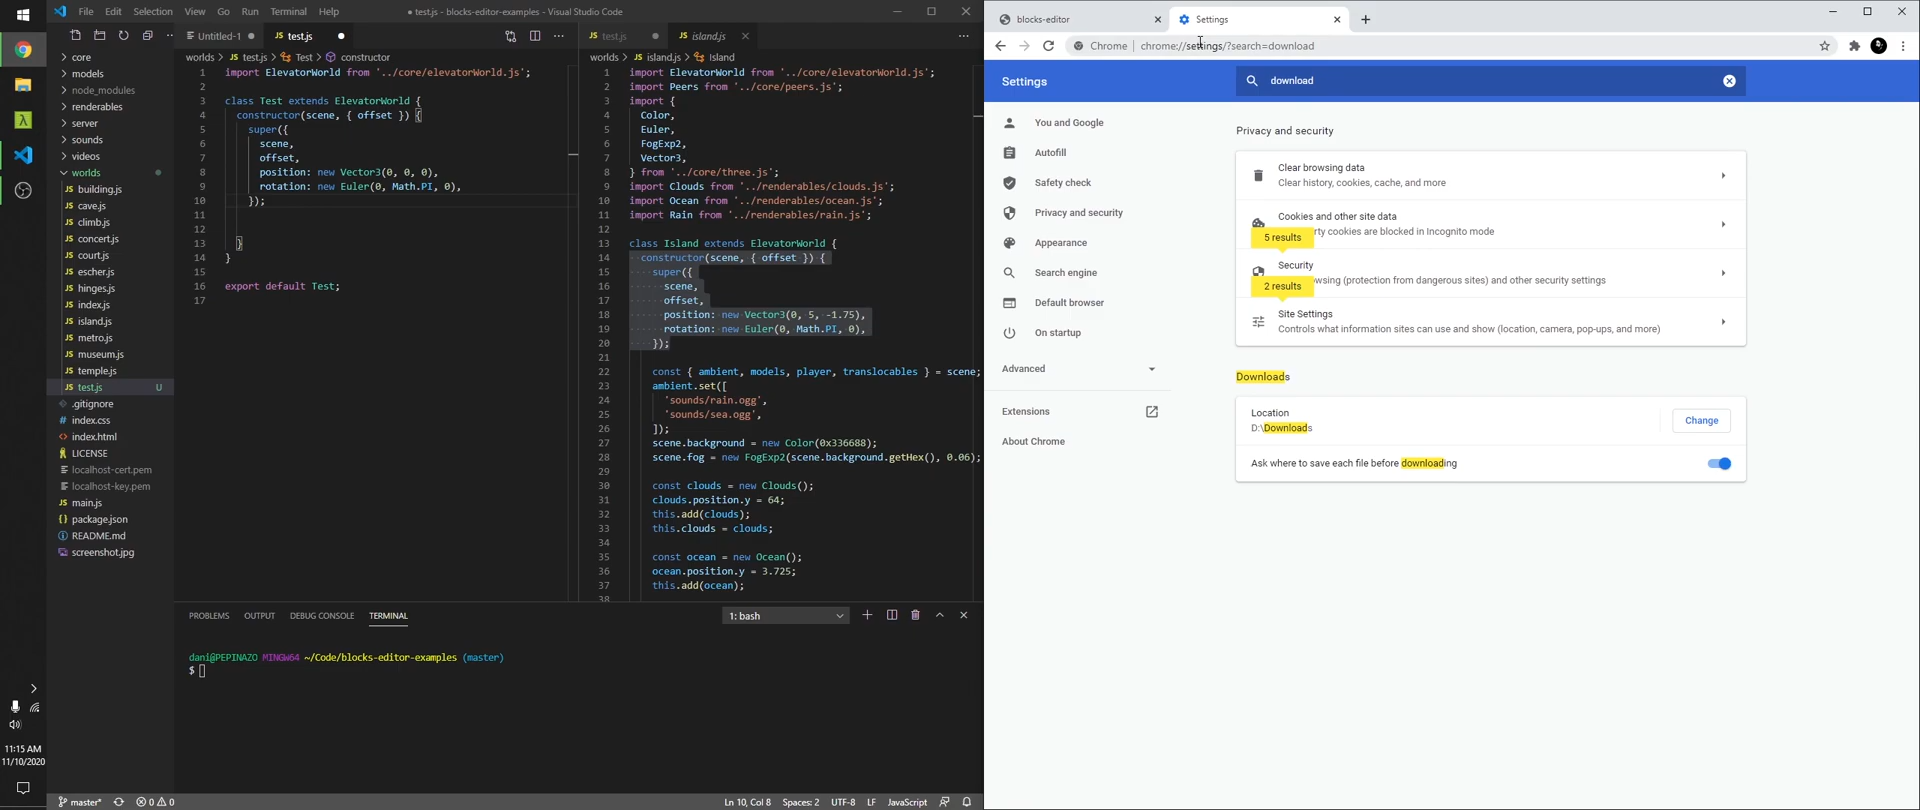 File Edit Selection View Go Run Terminal Help
● test.js - blocks-editor-examples - Visual Studio Code
core
models
node_modules
renderables
server
sounds
videos
worlds
building.js
cave.js
climb.js
concert.js
court.js
escher.js
hinges.js
index.js
island.js
metro.js
museum.js
temple.js
test.js U
.gitignore
index.css
index.html
LICENSE
localhost-cert.pem
localhost-key.pem
main.js
package.json
README.md
screenshot.jpg
11:15 AM
11/10/2020
Untitled-1
JS test.js
worlds > JS test.js > Test > constructor
1 import ElevatorWorld from '../core/elevatorWorld.js';
2
3 class Test extends ElevatorWorld {
4 constructor(scene, { offset }) {
5 super({
6 scene,
7 offset,
8 position: new Vector3(0, 0, 0),
9 rotation: new Euler(0, Math.PI, 0),
10 });
11
12
13 }
14 }
15
16 export default Test;
17
JS test.js
JS island.js
worlds > JS island.js > Island
1 import ElevatorWorld from '../core/elevatorWorld.js';
2 import Peers from '../core/peers.js';
3 import {
4 Color,
5 Euler,
6 FogExp2,
7 Vector3,
8 } from '../core/three.js';
9 import Clouds from '../renderables/clouds.js';
10 import Ocean from '../renderables/ocean.js';
11 import Rain from '../renderables/rain.js';
12
13 class Island extends ElevatorWorld {
14 constructor(scene, { offset }) {
15 super({
16 scene,
17 offset,
18 position: new Vector3(0, 5, -1.75),
19 rotation: new Euler(0, Math.PI, 0),
20 });
21
22 const { ambient, models, player, translocables } = scene;
23 ambient.set([
24 'sounds/rain.ogg',
25 'sounds/sea.ogg',
26 ]);
27 scene.background = new Color(0x336688);
28 scene.fog = new FogExp2(scene.background.getHex(), 0.06);
29
30 const clouds = new Clouds();
31 clouds.position.y = 64;
32 this.add(clouds);
33 this.clouds = clouds;
34
35 const ocean = new Ocean();
36 ocean.position.y = 3.725;
37 this.add(ocean);
38
PROBLEMS OUTPUT DEBUG CONSOLE TERMINAL
1: bash
dani@PEPINAZO MINGW64 ~/Code/blocks-editor-examples (master)
$
master* 0 0
Ln 10, Col 8 Spaces: 2 UTF-8 LF JavaScript
blocks-editor
Settings
Chrome | chrome://settings/?search=download
Settings
download
You and Google
Autofill
Safety check
Privacy and security
Appearance
Search engine
Default browser
On startup
Advanced
Extensions
About Chrome
Privacy and security
Clear browsing data
Clear history, cookies, cache, and more
Cookies and other site data
rty cookies are blocked in Incognito mode
5 results
Security
wsing (protection from dangerous sites) and other security settings
2 results
Site Settings
Controls what information sites can use and show (location, camera, pop-ups, and more)
Downloads
Location
D:\Downloads
Change
Ask where to save each file before downloading